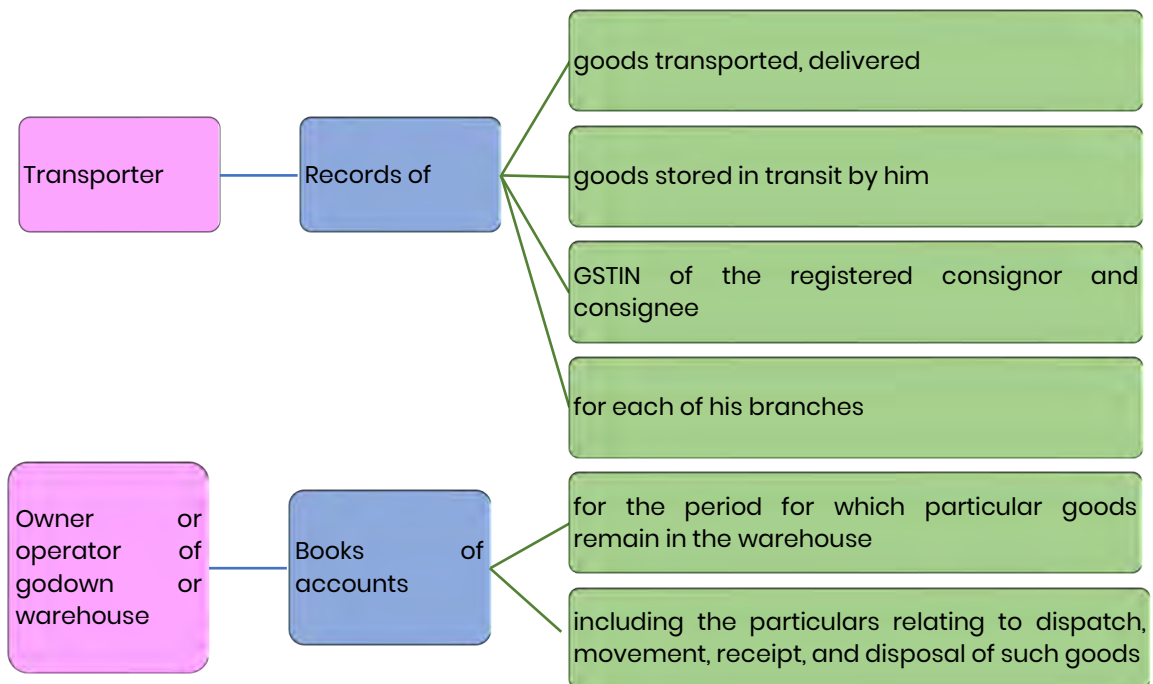 Transporter
Records of
goods transported, delivered
goods stored in transit by him
GSTIN of the registered consignor and
consignee
for each of his branches
Owner or
operator of
godown or
warehouse
Books of
accounts
for the period for which particular goods
remain in the warehouse
including the particulars relating to dispatch,
movement, receipt, and disposal of such goods